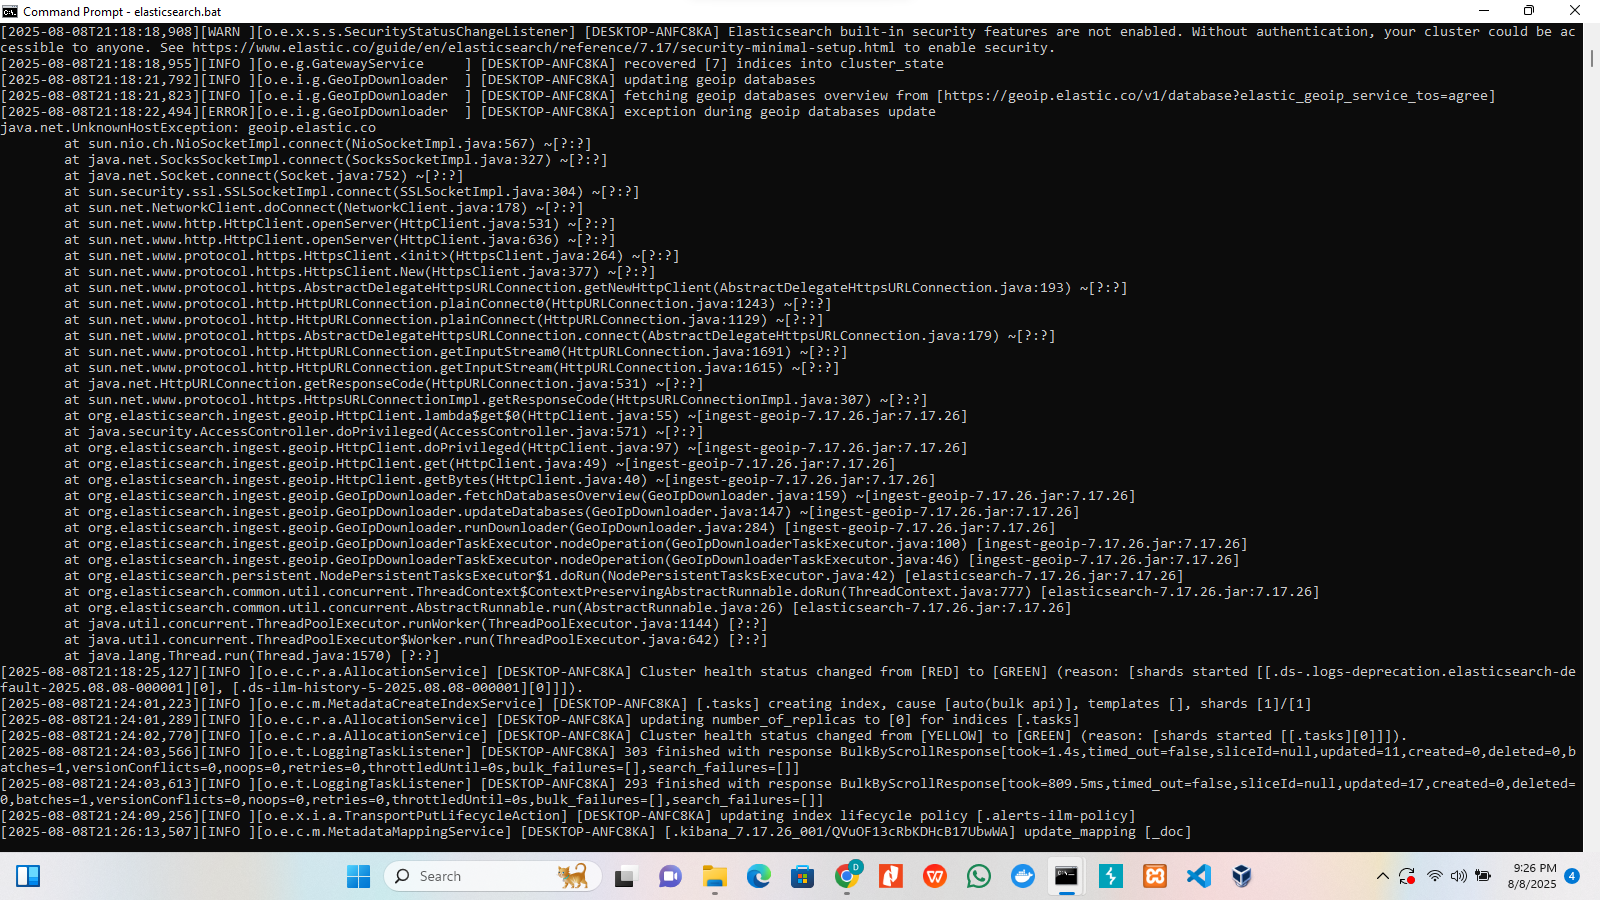 Command Prompt - elasticsearch.bat
[2025-08-08T21:18:18,908][WARN ][o.e.x.s.s.SecurityStatusChangeListener] [DESKTOP-ANFC8KA] Elasticsearch built-in security features are not enabled. Without authentication, your cluster could be ac
cessible to anyone. See https://www.elastic.co/guide/en/elasticsearch/reference/7.17/security-minimal-setup.html to enable security.
[2025-08-08T21:18:18,955][INFO ][o.e.g.GatewayService     ] [DESKTOP-ANFC8KA] recovered [7] indices into cluster_state
[2025-08-08T21:18:21,792][INFO ][o.e.i.g.GeoIpDownloader  ] [DESKTOP-ANFC8KA] updating geoip databases
[2025-08-08T21:18:21,823][INFO ][o.e.i.g.GeoIpDownloader  ] [DESKTOP-ANFC8KA] fetching geoip databases overview from [https://geoip.elastic.co/v1/database?elastic_geoip_service_tos=agree]
[2025-08-08T21:18:22,494][ERROR][o.e.i.g.GeoIpDownloader  ] [DESKTOP-ANFC8KA] exception during geoip databases update
java.net.UnknownHostException: geoip.elastic.co
        at sun.nio.ch.NioSocketImpl.connect(NioSocketImpl.java:567) ~[?:?]
        at java.net.SocksSocketImpl.connect(SocksSocketImpl.java:327) ~[?:?]
        at java.net.Socket.connect(Socket.java:752) ~[?:?]
        at sun.security.ssl.SSLSocketImpl.connect(SSLSocketImpl.java:304) ~[?:?]
        at sun.net.NetworkClient.doConnect(NetworkClient.java:178) ~[?:?]
        at sun.net.www.http.HttpClient.openServer(HttpClient.java:531) ~[?:?]
        at sun.net.www.http.HttpClient.openServer(HttpClient.java:636) ~[?:?]
        at sun.net.www.protocol.https.HttpsClient.<init>(HttpsClient.java:264) ~[?:?]
        at sun.net.www.protocol.https.HttpsClient.New(HttpsClient.java:377) ~[?:?]
        at sun.net.www.protocol.https.AbstractDelegateHttpsURLConnection.getNewHttpClient(AbstractDelegateHttpsURLConnection.java:193) ~[?:?]
        at sun.net.www.protocol.http.HttpURLConnection.plainConnect0(HttpURLConnection.java:1243) ~[?:?]
        at sun.net.www.protocol.http.HttpURLConnection.plainConnect(HttpURLConnection.java:1129) ~[?:?]
        at sun.net.www.protocol.https.AbstractDelegateHttpsURLConnection.connect(AbstractDelegateHttpsURLConnection.java:179) ~[?:?]
        at sun.net.www.protocol.http.HttpURLConnection.getInputStream0(HttpURLConnection.java:1691) ~[?:?]
        at sun.net.www.protocol.http.HttpURLConnection.getInputStream(HttpURLConnection.java:1615) ~[?:?]
        at java.net.HttpURLConnection.getResponseCode(HttpURLConnection.java:531) ~[?:?]
        at sun.net.www.protocol.https.HttpsURLConnectionImpl.getResponseCode(HttpsURLConnectionImpl.java:307) ~[?:?]
        at org.elasticsearch.ingest.geoip.HttpClient.lambda$get$0(HttpClient.java:55) ~[ingest-geoip-7.17.26.jar:7.17.26]
        at java.security.AccessController.doPrivileged(AccessController.java:571) ~[?:?]
        at org.elasticsearch.ingest.geoip.HttpClient.doPrivileged(HttpClient.java:97) ~[ingest-geoip-7.17.26.jar:7.17.26]
        at org.elasticsearch.ingest.geoip.HttpClient.get(HttpClient.java:49) ~[ingest-geoip-7.17.26.jar:7.17.26]
        at org.elasticsearch.ingest.geoip.HttpClient.getBytes(HttpClient.java:40) ~[ingest-geoip-7.17.26.jar:7.17.26]
        at org.elasticsearch.ingest.geoip.GeoIpDownloader.fetchDatabasesOverview(GeoIpDownloader.java:159) ~[ingest-geoip-7.17.26.jar:7.17.26]
        at org.elasticsearch.ingest.geoip.GeoIpDownloader.updateDatabases(GeoIpDownloader.java:147) ~[ingest-geoip-7.17.26.jar:7.17.26]
        at org.elasticsearch.ingest.geoip.GeoIpDownloader.runDownloader(GeoIpDownloader.java:284) [ingest-geoip-7.17.26.jar:7.17.26]
        at org.elasticsearch.ingest.geoip.GeoIpDownloaderTaskExecutor.nodeOperation(GeoIpDownloaderTaskExecutor.java:100) [ingest-geoip-7.17.26.jar:7.17.26]
        at org.elasticsearch.ingest.geoip.GeoIpDownloaderTaskExecutor.nodeOperation(GeoIpDownloaderTaskExecutor.java:46) [ingest-geoip-7.17.26.jar:7.17.26]
        at org.elasticsearch.persistent.NodePersistentTasksExecutor$1.doRun(NodePersistentTasksExecutor.java:42) [elasticsearch-7.17.26.jar:7.17.26]
        at org.elasticsearch.common.util.concurrent.ThreadContext$ContextPreservingAbstractRunnable.doRun(ThreadContext.java:777) [elasticsearch-7.17.26.jar:7.17.26]
        at org.elasticsearch.common.util.concurrent.AbstractRunnable.run(AbstractRunnable.java:26) [elasticsearch-7.17.26.jar:7.17.26]
        at java.util.concurrent.ThreadPoolExecutor.runWorker(ThreadPoolExecutor.java:1144) [?:?]
        at java.util.concurrent.ThreadPoolExecutor$Worker.run(ThreadPoolExecutor.java:642) [?:?]
        at java.lang.Thread.run(Thread.java:1570) [?:?]
[2025-08-08T21:18:25,127][INFO ][o.e.c.r.a.AllocationService] [DESKTOP-ANFC8KA] Cluster health status changed from [RED] to [GREEN] (reason: [shards started [[.ds-.logs-deprecation.elasticsearch-de
fault-2025.08.08-000001][0], [.ds-ilm-history-5-2025.08.08-000001][0]]]).
[2025-08-08T21:24:01,223][INFO ][o.e.c.m.MetadataCreateIndexService] [DESKTOP-ANFC8KA] [.tasks] creating index, cause [auto(bulk api)], templates [], shards [1]/[1]
[2025-08-08T21:24:01,289][INFO ][o.e.c.r.a.AllocationService] [DESKTOP-ANFC8KA] updating number_of_replicas to [0] for indices [.tasks]
[2025-08-08T21:24:02,770][INFO ][o.e.c.r.a.AllocationService] [DESKTOP-ANFC8KA] Cluster health status changed from [YELLOW] to [GREEN] (reason: [shards started [[.tasks][0]]]).
[2025-08-08T21:24:03,566][INFO ][o.e.t.LoggingTaskListener] [DESKTOP-ANFC8KA] 303 finished with response BulkByScrollResponse[took=1.4s,timed_out=false,sliceId=null,updated=11,created=0,deleted=0,b
atches=1,versionConflicts=0,noops=0,retries=0,throttledUntil=0s,bulk_failures=[],search_failures=[]]
[2025-08-08T21:24:03,613][INFO ][o.e.t.LoggingTaskListener] [DESKTOP-ANFC8KA] 293 finished with response BulkByScrollResponse[took=809.5ms,timed_out=false,sliceId=null,updated=17,created=0,deleted=
0,batches=1,versionConflicts=0,noops=0,retries=0,throttledUntil=0s,bulk_failures=[],search_failures=[]]
[2025-08-08T21:24:09,256][INFO ][o.e.x.i.a.TransportPutLifecycleAction] [DESKTOP-ANFC8KA] updating index lifecycle policy [.alerts-ilm-policy]
[2025-08-08T21:26:13,507][INFO ][o.e.c.m.MetadataMappingService] [DESKTOP-ANFC8KA] [.kibana_7.17.26_001/QVuOF13cRbKDHcB17UbwWA] update_mapping [_doc]
Search
D
9:26 PM
8/8/2025
4